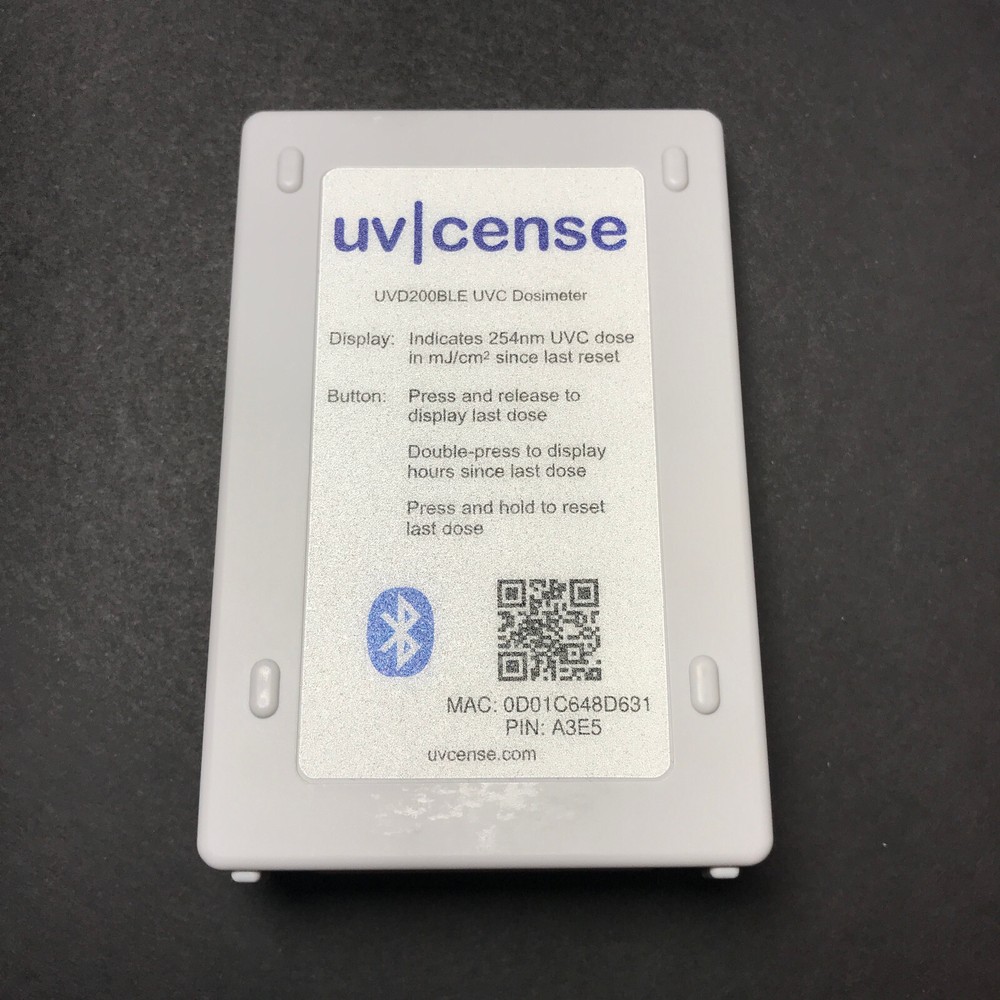 uv|cense
UVD200BLE UVC Dosimeter
Display: Indicates 254nm UVC dose
in mJ/cm² since last reset
Button: Press and release to
display last dose
Double-press to display
hours since last dose
Press and hold to reset
last dose
MAC: 0D01C648D631
PIN: A3E5
uvcense.com